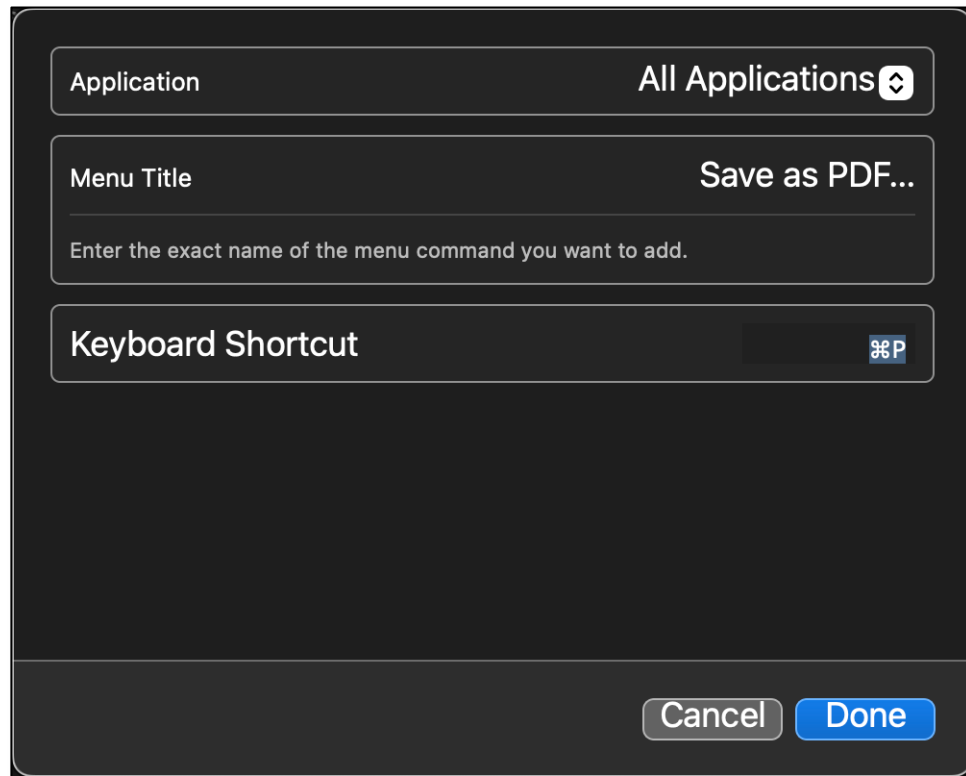 Application All Applications
Menu Title Save as PDF...
Enter the exact name of the menu command you want to add.
Keyboard Shortcut ⌘P
Cancel Done